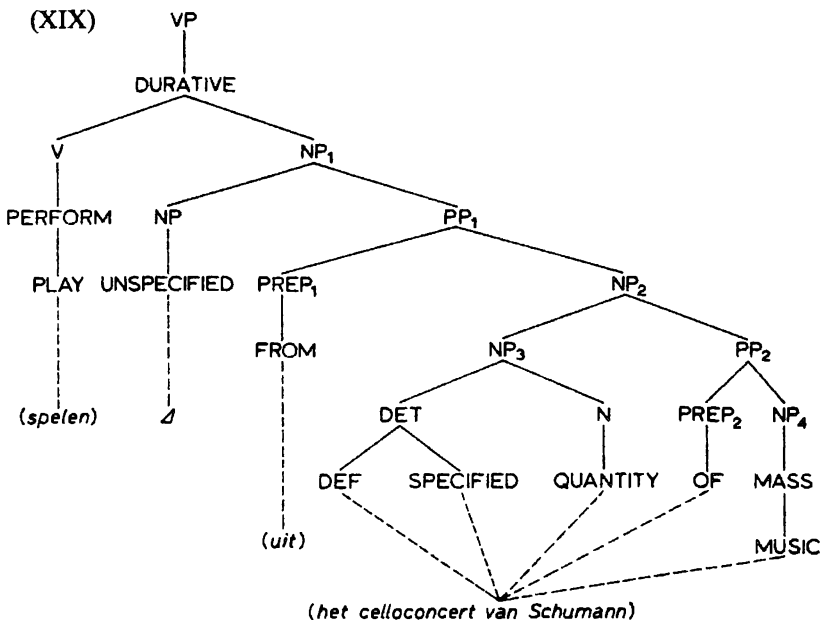 (XIX) VP
DURATIVE
V NP₁
PERFORM NP PP₁
PLAY UNSPECIFIED PREP₁ NP₂
FROM NP₃ PP₂
(spelen) Δ DET N PREP₂ NP₄
DEF SPECIFIED QUANTITY OF MASS
(uit) MUSIC
(het celloconcert van Schumann)